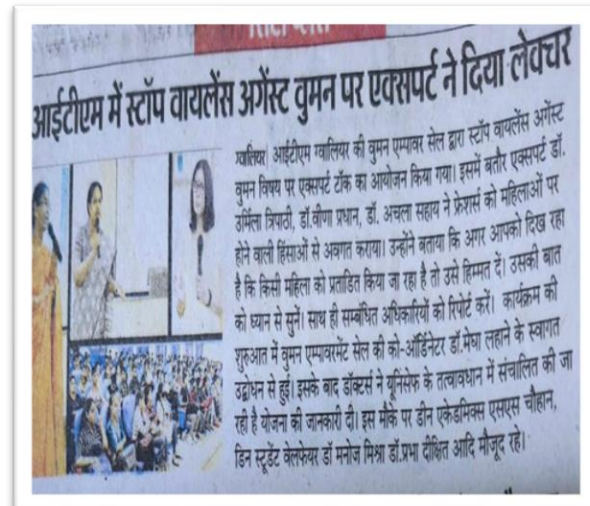 आईटीएम में स्टॉप वायलेंस अगेंस्ट वुमन पर एक्सपर्ट ने दिया लेक्चर
ग्वालियर| आईटीएम ग्वालियर की वुमन एम्पावर सेल द्वारा स्टॉप वायलेंस अगेंस्ट
वुमन विषय पर एक्सपर्ट टॉक का आयोजन किया गया। इसमें बतौर एक्सपर्ट डॉ.
उर्मिला त्रिपाठी, डॉ.वीणा प्रधान, डॉ. अचला सहाय ने फ्रेशर्स को महिलाओं पर
होने वाली हिंसाओं से अवगत कराया। उन्होंने बताया कि अगर आपको दिख रहा
है कि किसी महिला को प्रताडित किया जा रहा है तो उसे हिम्मत दें। उसकी बात
को ध्यान से सुनें। साथ ही सम्बंधित अधिकारियों को रिपोर्ट करें। कार्यक्रम की
शुरुआत में वुमन एम्पावरमेंट सेल की को-ऑर्डिनेटर डॉ.मेघा लहाने के स्वागत
उद्बोधन से हुई। इसके बाद डॉक्टर्स ने यूनिसेफ के तत्वावधान में संचालित की जा
रही है योजना की जानकारी दी। इस मौके पर डीन एकेडमिक्स एसएस चौहान,
डिन स्टूडेंट वेलफेयर डॉ मनोज मिश्रा डॉ.प्रभा दीक्षित आदि मौजूद रहे।